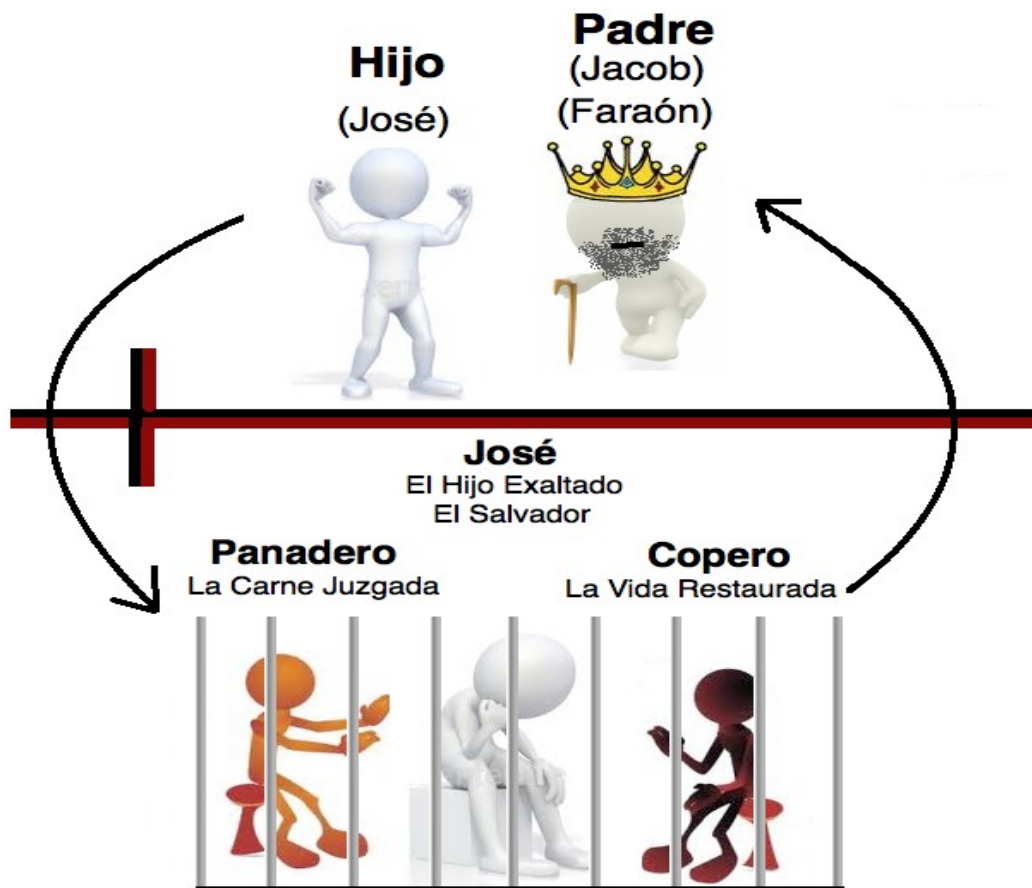 Hijo
(José)
Padre
(Jacob)
(Faraón)
José
El Hijo Exaltado
El Salvador
Panadero
La Carne Juzgada
Copero
La Vida Restaurada